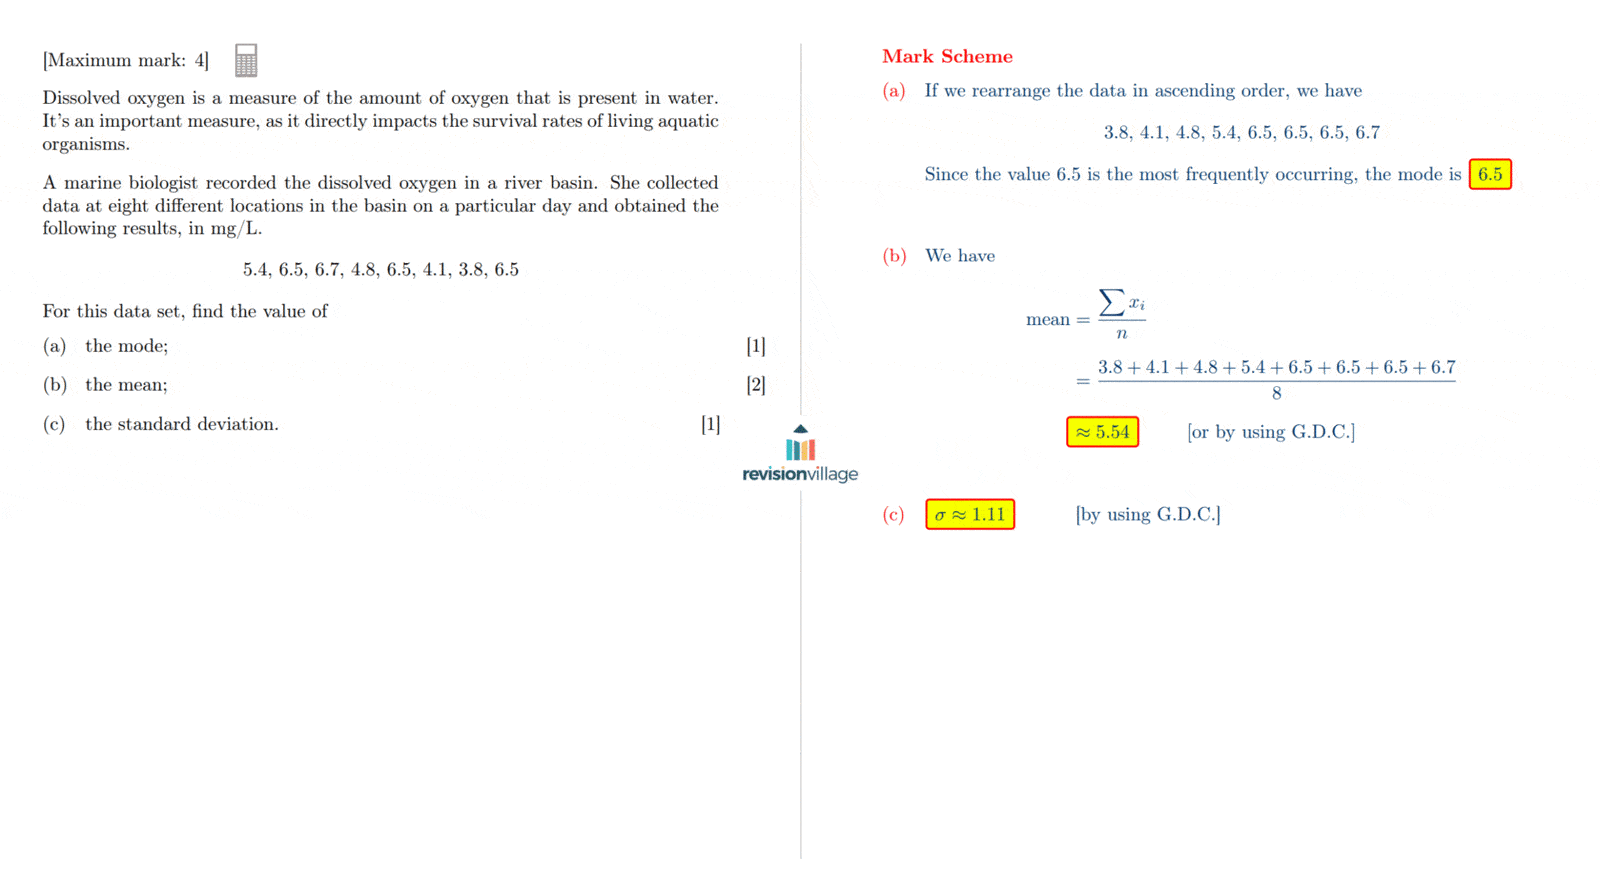 [Maximum mark: 4]
Dissolved oxygen is a measure of the amount of oxygen that is present in water.
It's an important measure, as it directly impacts the survival rates of living aquatic
organisms.
A marine biologist recorded the dissolved oxygen in a river basin. She collected
data at eight different locations in the basin on a particular day and obtained the
following results, in mg/L.
5.4, 6.5, 6.7, 4.8, 6.5, 4.1, 3.8, 6.5
For this data set, find the value of
(a) the mode; [1]
(b) the mean; [2]
(c) the standard deviation. [1]
revisionvillage
Mark Scheme
(a) If we rearrange the data in ascending order, we have
3.8, 4.1, 4.8, 5.4, 6.5, 6.5, 6.5, 6.7
Since the value 6.5 is the most frequently occurring, the mode is 6.5
(b) We have
mean = ∑ xᵢ / n
= 3.8 + 4.1 + 4.8 + 5.4 + 6.5 + 6.5 + 6.5 + 6.7 / 8
≈ 5.54 [or by using G.D.C.]
(c) σ ≈ 1.11 [by using G.D.C.]